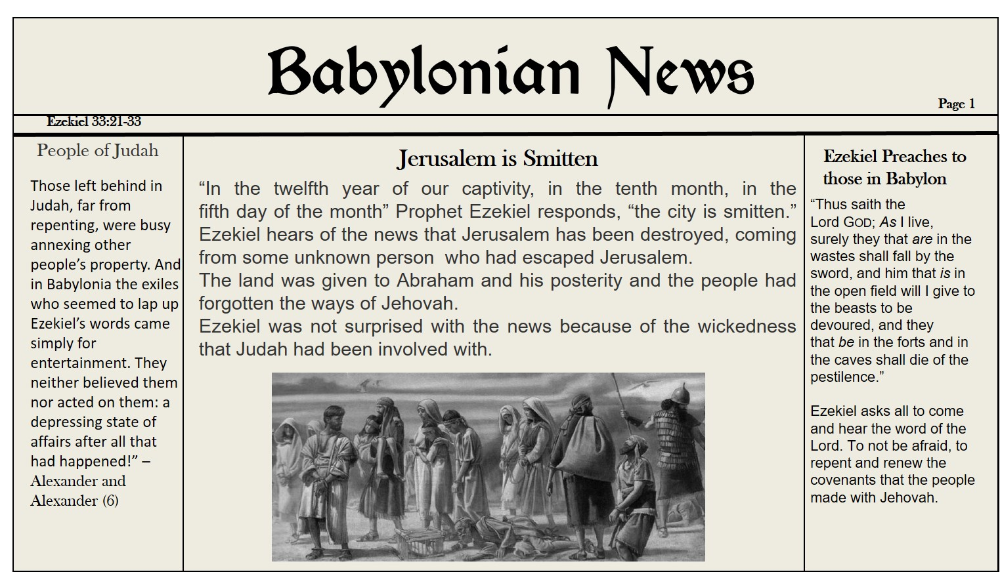 Babylonian News
Page 1
Ezekiel 33:21-33
People of Judah
Those left behind in
Judah, far from
repenting, were busy
annexing other
people’s property. And
in Babylonia the exiles
who seemed to lap up
Ezekiel’s words came
simply for
entertainment. They
neither believed them
nor acted on them: a
depressing state of
affairs after all that
had happened!” –
Alexander and
Alexander (6)
Jerusalem is Smitten
“In the twelfth year of our captivity, in the tenth month, in the
fifth day of the month” Prophet Ezekiel responds, “the city is smitten.”
Ezekiel hears of the news that Jerusalem has been destroyed, coming
from some unknown person  who had escaped Jerusalem.
The land was given to Abraham and his posterity and the people had
forgotten the ways of Jehovah.
Ezekiel was not surprised with the news because of the wickedness
that Judah had been involved with.
Ezekiel Preaches to
those in Babylon
“Thus saith the
Lord GOD; As I live,
surely they that are in the
wastes shall fall by the
sword, and him that is in
the open field will I give to
the beasts to be
devoured, and they
that be in the forts and in
the caves shall die of the
pestilence.”
Ezekiel asks all to come
and hear the word of the
Lord. To not be afraid, to
repent and renew the
covenants that the people
made with Jehovah.